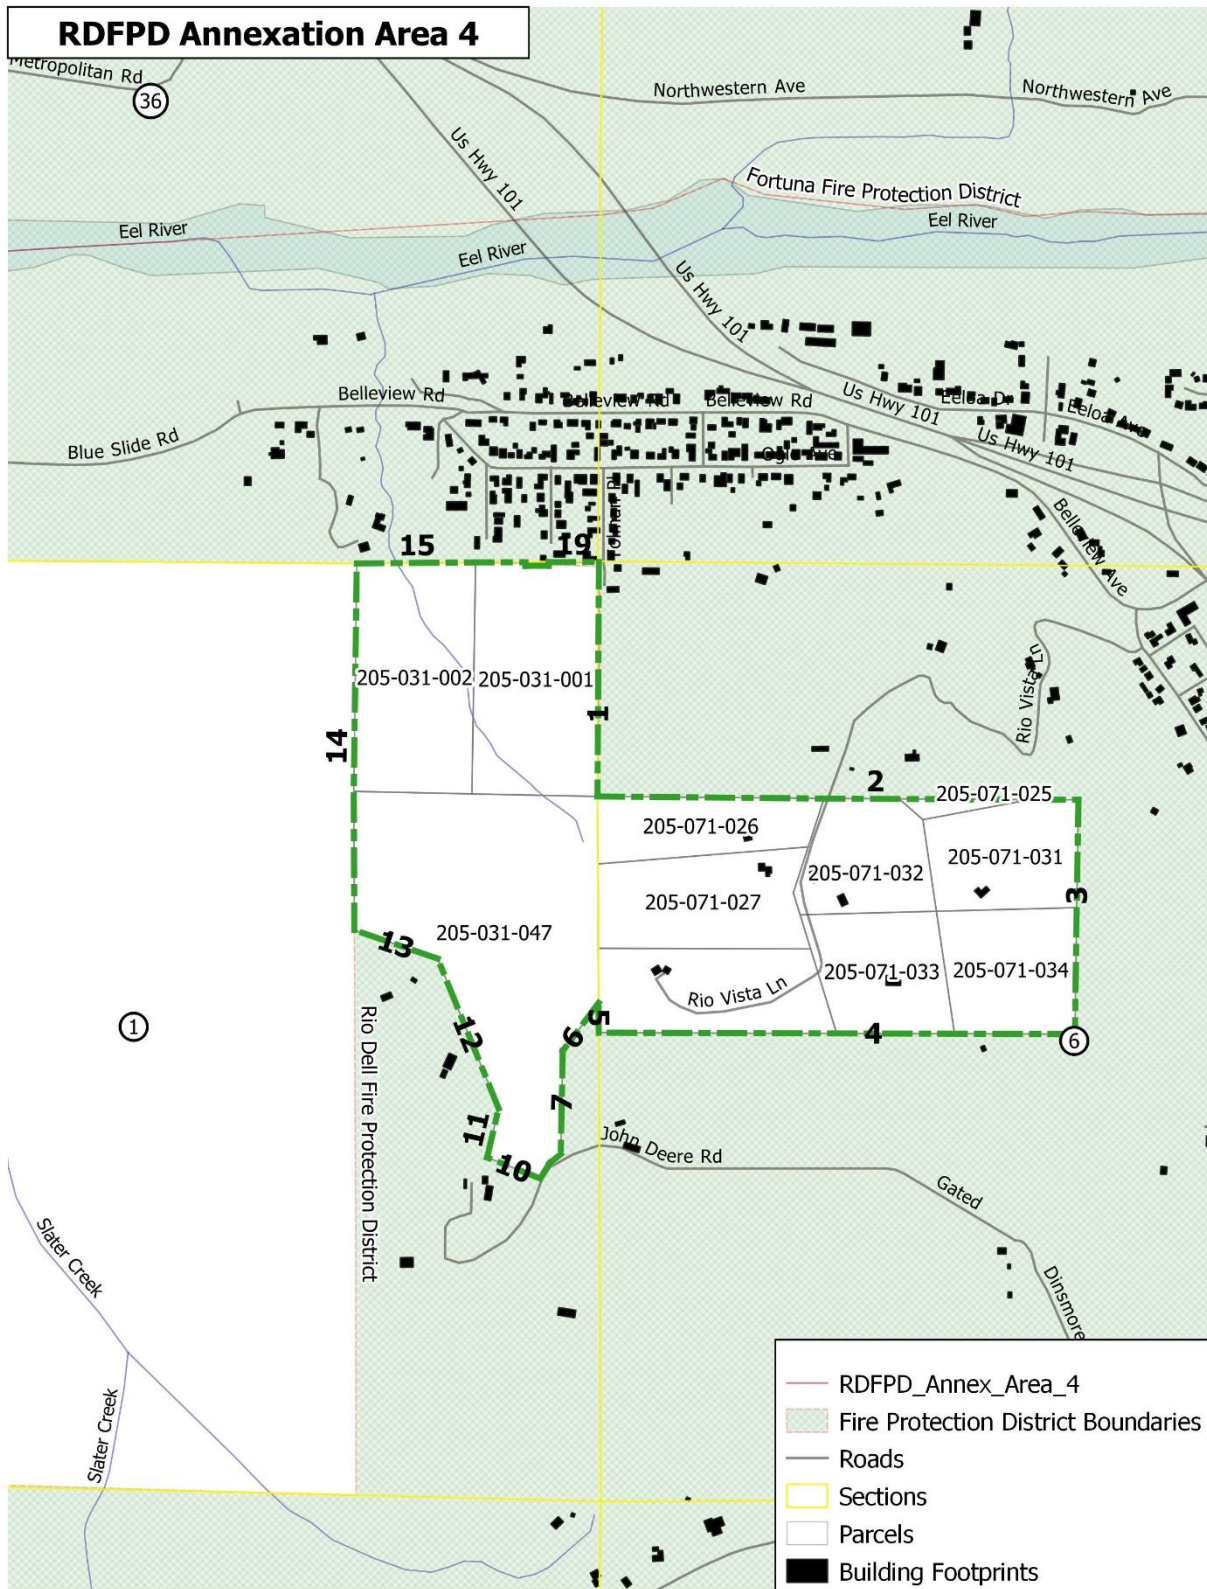 RDFPD Annexation Area 4
Metropolitan Rd
36
Northwestern Ave
Northwestern Ave
Us Hwy 101
Fortuna Fire Protection District
Eel River
Eel River
Eel River
Us Hwy 101
Belleview Rd
Belleview Rd
Belleview Rd
Us Hwy 101
Eeloa Dr
Eeloa Ave
Blue Slide Rd
Ogle Ave
Us Hwy 101
Belleview Ave
15
19
205-031-002
205-031-001
1
14
Rio Vista Ln
2
205-071-025
205-071-026
205-071-031
205-071-032
3
205-071-027
205-031-047
13
205-071-033
205-071-034
Rio Vista Ln
5
4
6
1
6
12
Rio Dell Fire Protection District
7
11
10
John Deere Rd
Gated
Dinsmore
Slater Creek
Slater Creek
RDFPD_Annex_Area_4
Fire Protection District Boundaries
Roads
Sections
Parcels
Building Footprints